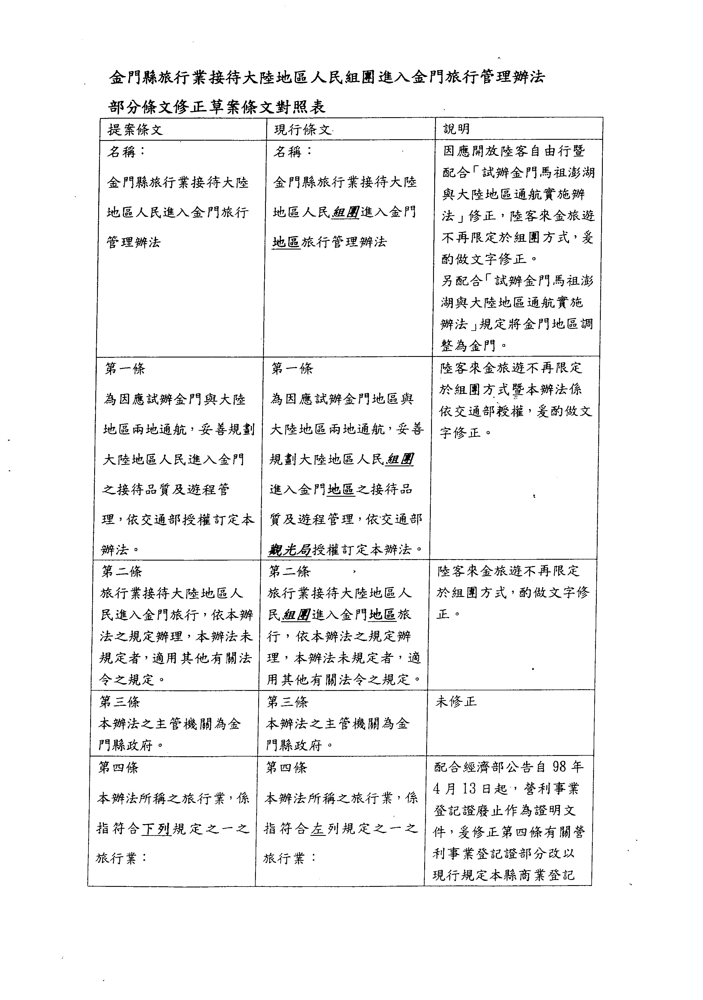 金門縣旅行業接待大陸地區人民組團進入金門旅行管理辦法
部分條文修正草案條文對照表
提案條文
現行條文
說明
名稱：
金門縣旅行業接待大陸
地區人民進入金門旅行
管理辦法
名稱：
金門縣旅行業接待大陸
地區人民組團進入金門
地區旅行管理辦法
因應開放陸客自由行暨
配合「試辦金門馬祖澎湖
與大陸地區通航實施辦
法」修正，陸客來金旅遊
不再限定於組團方式，爰
酌做文字修正。
另配合「試辦金門馬祖澎
湖與大陸地區通航實施
辦法」規定將金門地區調
整為金門。
第一條
為因應試辦金門與大陸
地區兩地通航，妥善規劃
大陸地區人民進入金門
之接待品質及遊程管
理，依交通部授權訂定本
辦法。
第一條
為因應試辦金門地區與
大陸地區兩地通航，妥善
規劃大陸地區人民組團
進入金門地區之接待品
質及遊程管理，依交通部
觀光局授權訂定本辦法。
陸客來金旅遊不再限定
於組團方式暨本辦法係
依交通部授權，爰酌做文
字修正。
第二條
旅行業接待大陸地區人
民進入金門旅行，依本辦
法之規定辦理，本辦法未
規定者，適用其他有關法
令之規定。
第二條
旅行業接待大陸地區人
民組團進入金門地區旅
行，依本辦法之規定辦
理，本辦法未規定者，適
用其他有關法令之規定。
陸客來金旅遊不再限定
於組團方式，酌做文字修
正。
第三條
本辦法之主管機關為金
門縣政府。
第三條
本辦法之主管機關為金
門縣政府。
未修正
第四條
本辦法所稱之旅行業，係
指符合下列規定之一之
旅行業：
第四條
本辦法所稱之旅行業，係
指符合左列規定之一之
旅行業：
配合經濟部公告自 98 年
4 月 13 日起，營利事業
登記證廢止作為證明文
件，爰修正第四條有關營
利事業登記證部分改以
現行規定本縣商業登記